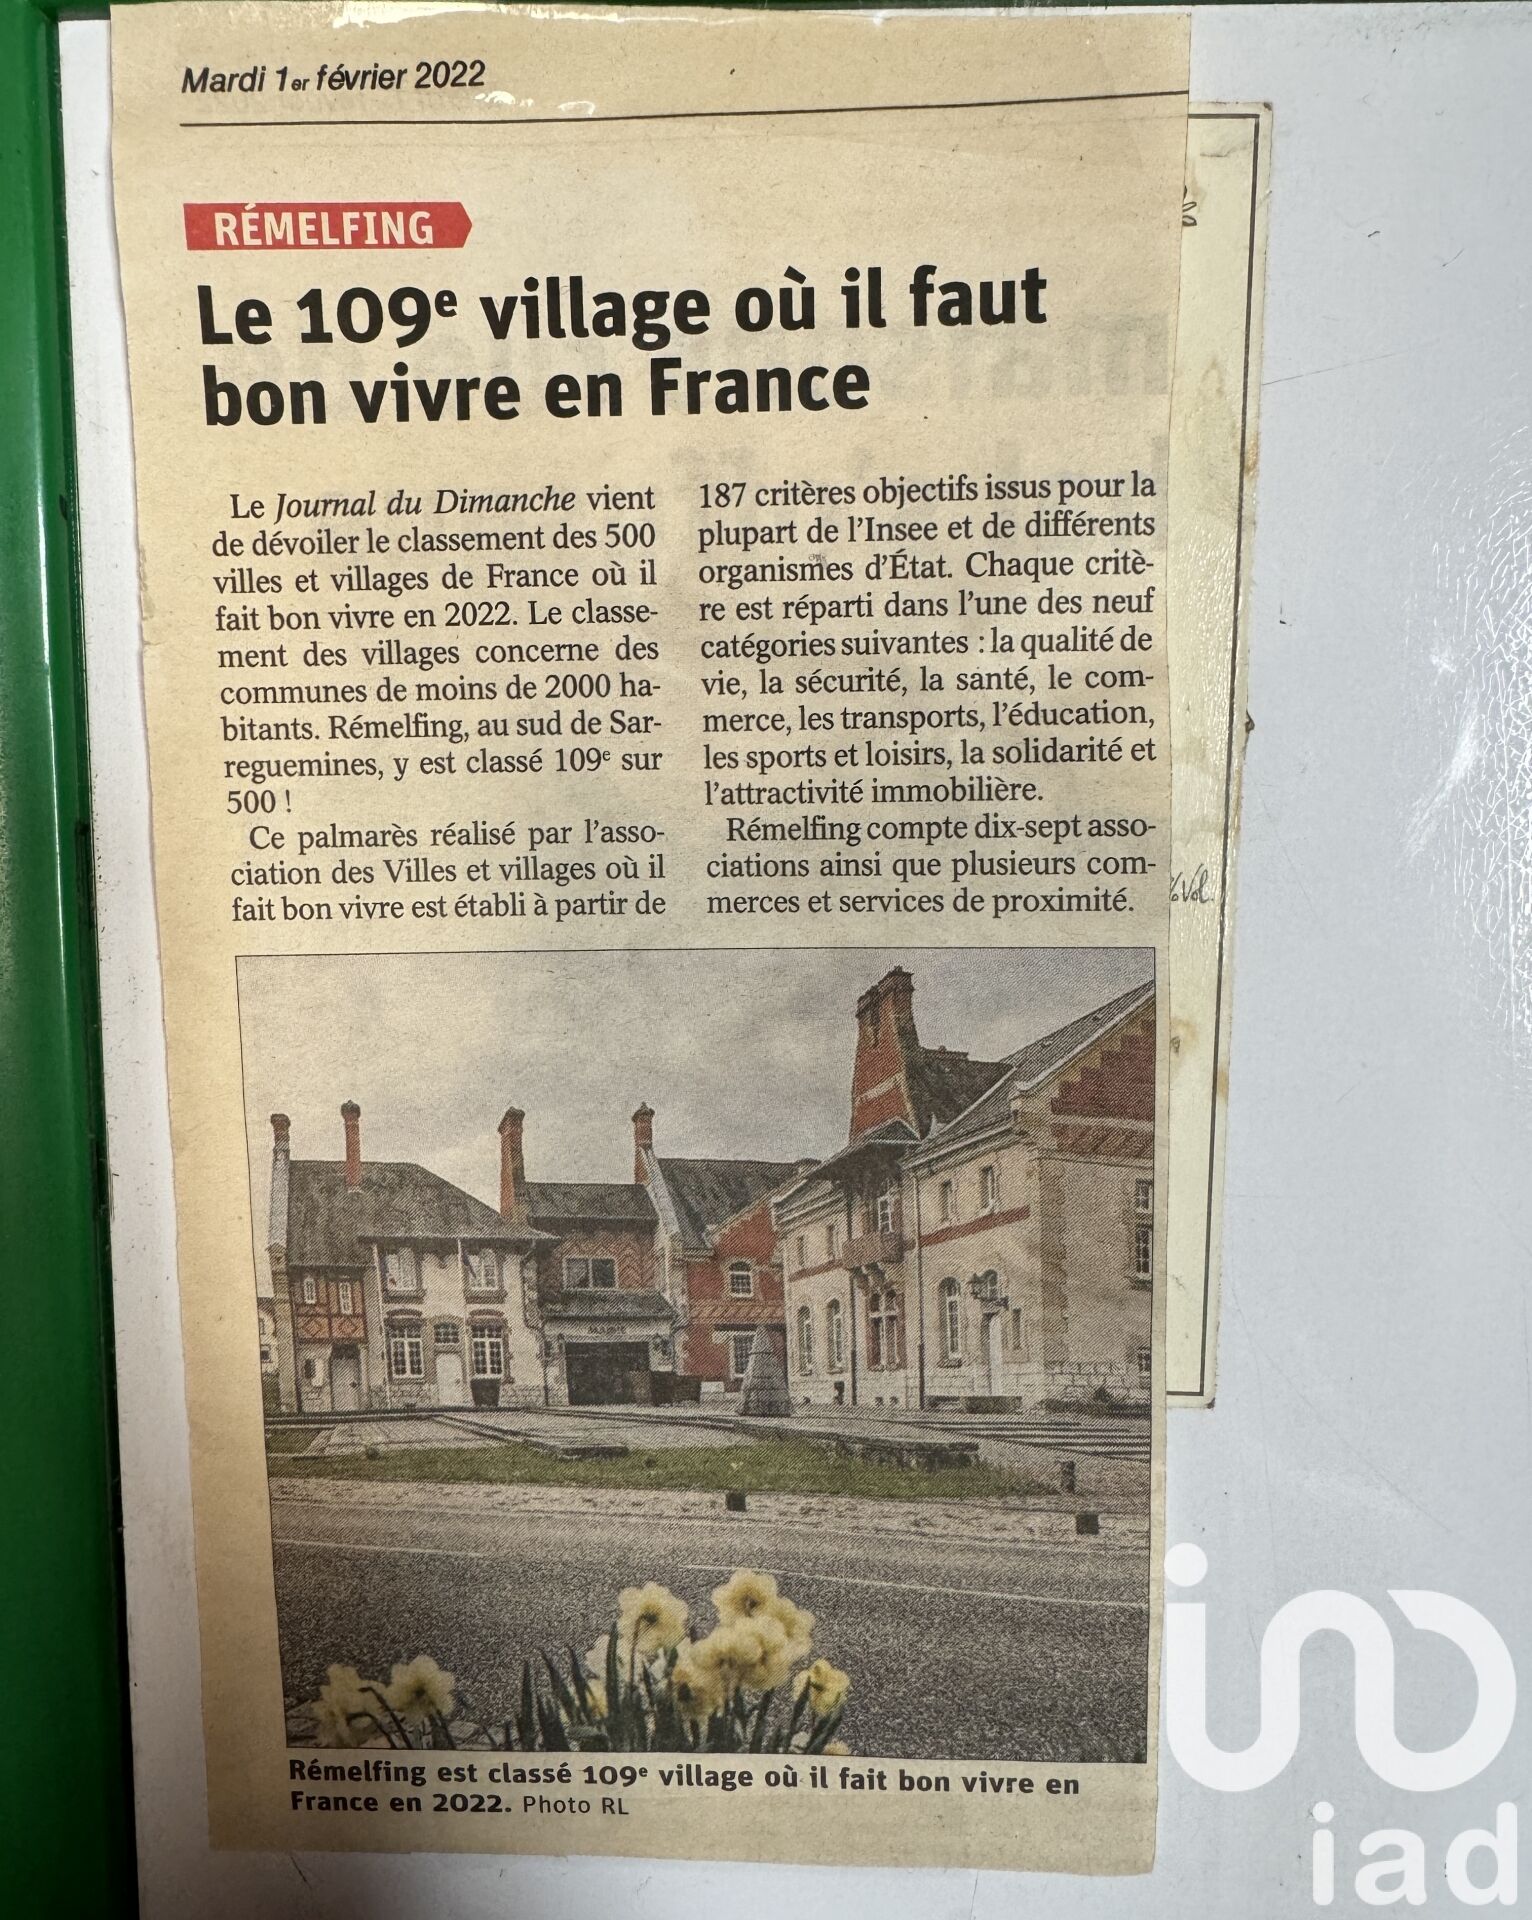 Mardi 1er février 2022
RÉMELFING
Le 109e village où il faut
bon vivre en France
Le Journal du Dimanche vient
de dévoiler le classement des 500
villes et villages de France où il
fait bon vivre en 2022. Le classe-
ment des villages concerne des
communes de moins de 2000 ha-
bitants. Rémelfing, au sud de Sar-
reguemines, y est classé 109e sur
500 !
Ce palmarès réalisé par l'asso-
ciation des Villes et villages où il
fait bon vivre est établi à partir de
187 critères objectifs issus pour la
plupart de l'Insee et de différents
organismes d'État. Chaque critè-
re est réparti dans l'une des neuf
catégories suivantes : la qualité de
vie, la sécurité, la santé, le com-
merce, les transports, l'éducation,
les sports et loisirs, la solidarité et
l'attractivité immobilière.
Rémelfing compte dix-sept asso-
ciations ainsi que plusieurs com-
merces et services de proximité.
%Vol.
MAIRIE
Rémelfing est classé 109e village où il fait bon vivre en
France en 2022. Photo RL
iad